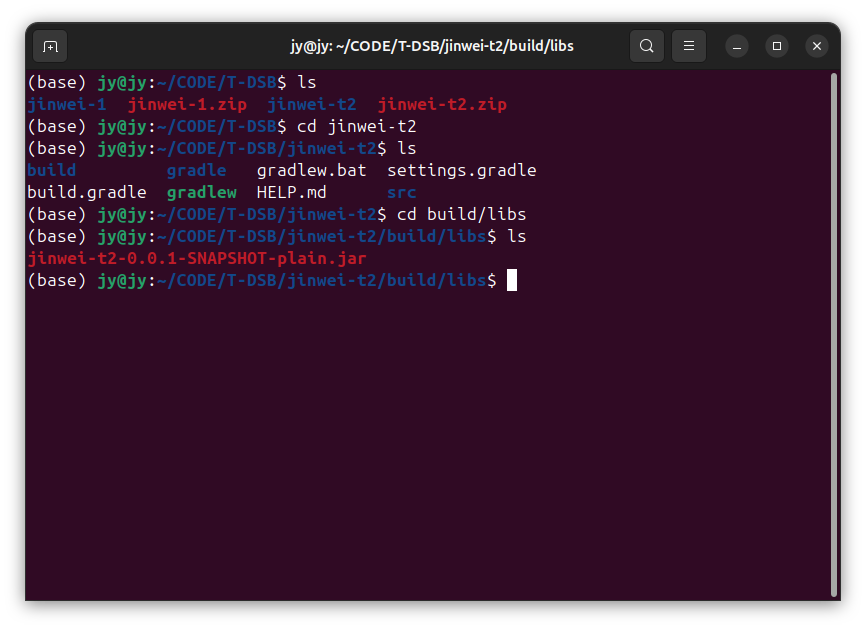 jy@jy: ~/CODE/T-DSB/jinwei-t2/build/libs
(base) jy@jy:~/CODE/T-DSB$ ls
jinwei-1  jinwei-1.zip  jinwei-t2  jinwei-t2.zip
(base) jy@jy:~/CODE/T-DSB$ cd jinwei-t2
(base) jy@jy:~/CODE/T-DSB/jinwei-t2$ ls
build         gradle   gradlew.bat  settings.gradle
build.gradle  gradlew  HELP.md      src
(base) jy@jy:~/CODE/T-DSB/jinwei-t2$ cd build/libs
(base) jy@jy:~/CODE/T-DSB/jinwei-t2/build/libs$ ls
jinwei-t2-0.0.1-SNAPSHOT-plain.jar
(base) jy@jy:~/CODE/T-DSB/jinwei-t2/build/libs$